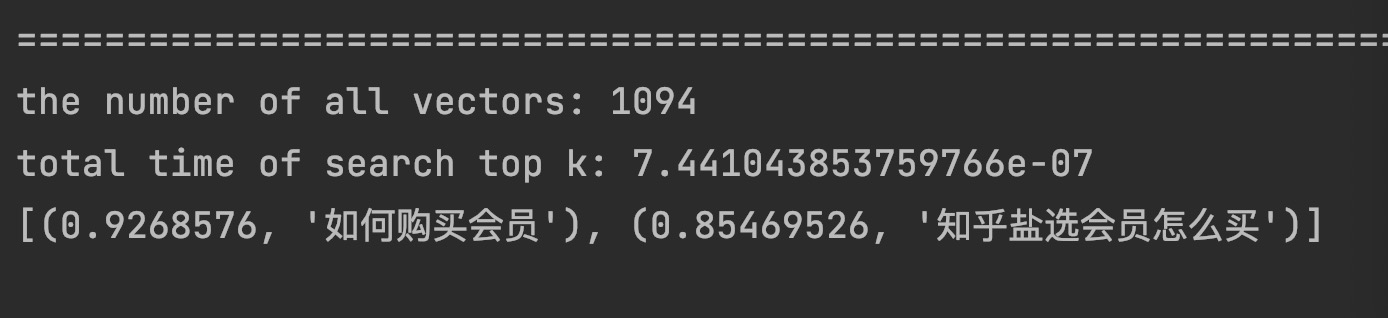 ================================================================
the number of all vectors: 1094
total time of search top k: 7.441043853759766e-07
[(0.9268576, '如何购买会员'), (0.85469526, '知乎盐选会员怎么买')]